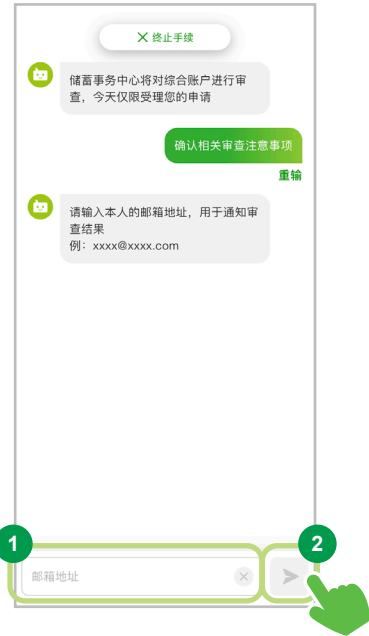 ✕ 终止手续
储蓄事务中心将对综合账户进行审
查，今天仅限受理您的申请
确认相关审查注意事项
重输
请输入本人的邮箱地址，用于通知审
查结果
例：xxxx@xxxx.com
1
2
邮箱地址